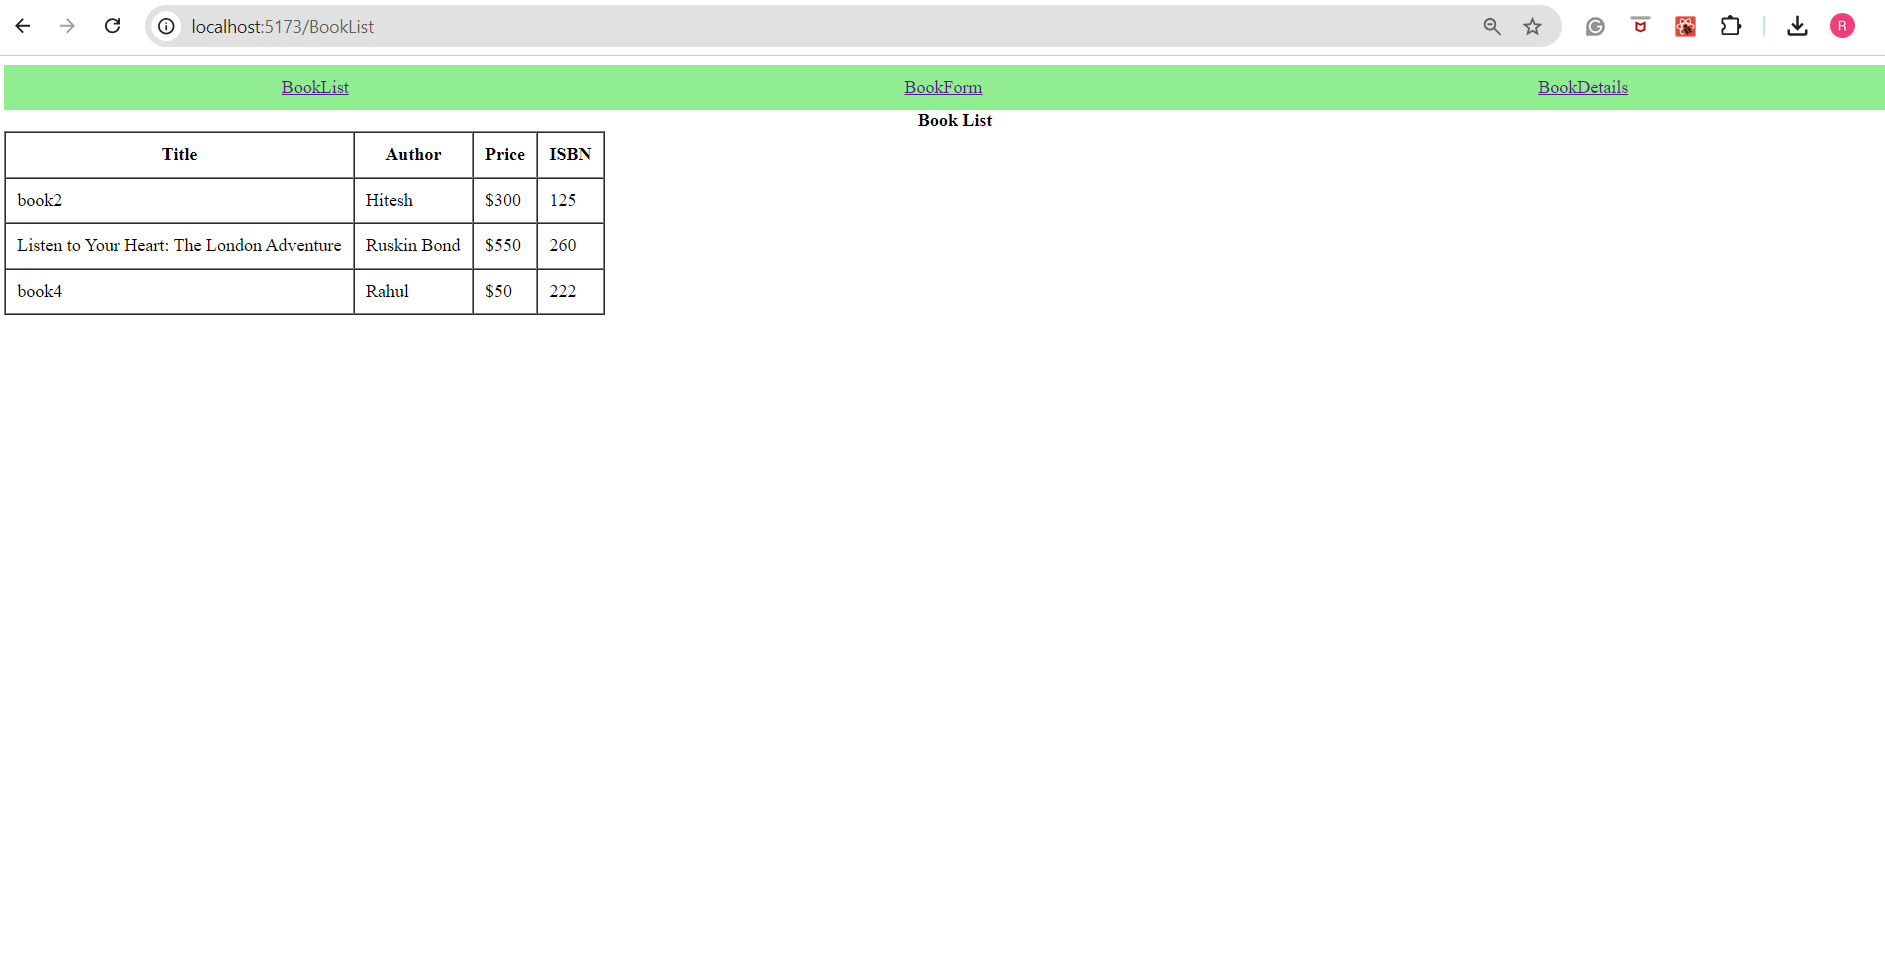 localhost:5173/BookList
R
BookList BookForm BookDetails
Book List
Title Author Price ISBN
book2 Hitesh $300 125
Listen to Your Heart: The London Adventure Ruskin Bond $550 260
book4 Rahul $50 222